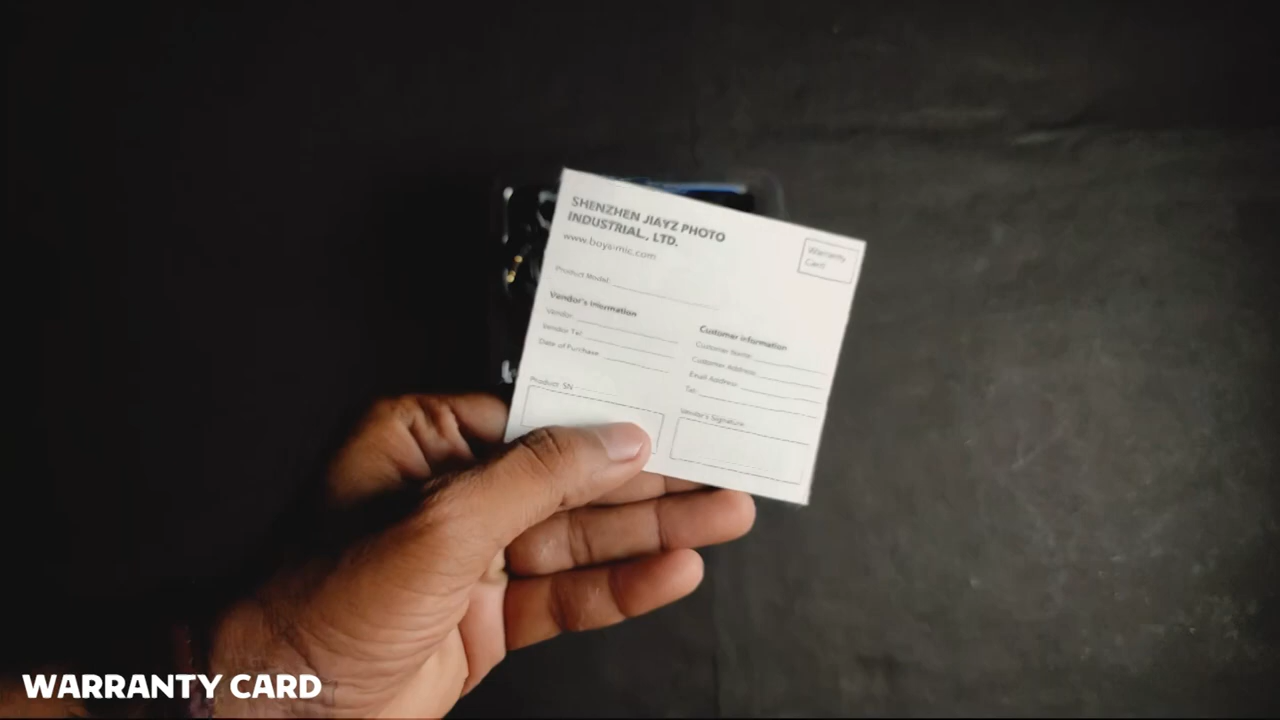 SHENZHEN JIAYZ PHOTO
INDUSTRIAL., LTD.
www.boya-mic.com
Warranty
Card
Product Model:
Vendor's information
Vendor:
Vendor Tel:
Date of Purchase
Product SN
Customer information
Customer Name:
Customer Address:
Email Address:
Tel:
Vendor's Signature
WARRANTY CARD